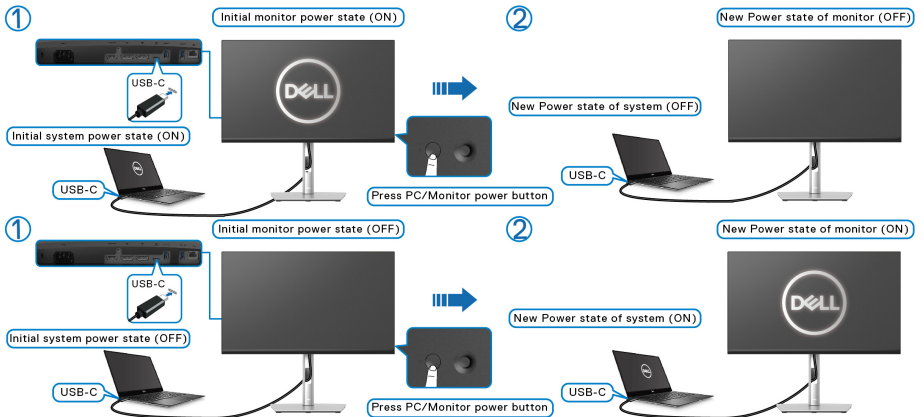 1
Initial monitor power state (ON)
2
New Power state of monitor (OFF)
USB-C
DELL
New Power state of system (OFF)
Initial system power state (ON)
DELL
USB-C
USB-C
Press PC/Monitor power button
1
Initial monitor power state (OFF)
2
New Power state of monitor (ON)
USB-C
DELL
New Power state of system (ON)
Initial system power state (OFF)
DELL
USB-C
USB-C
Press PC/Monitor power button